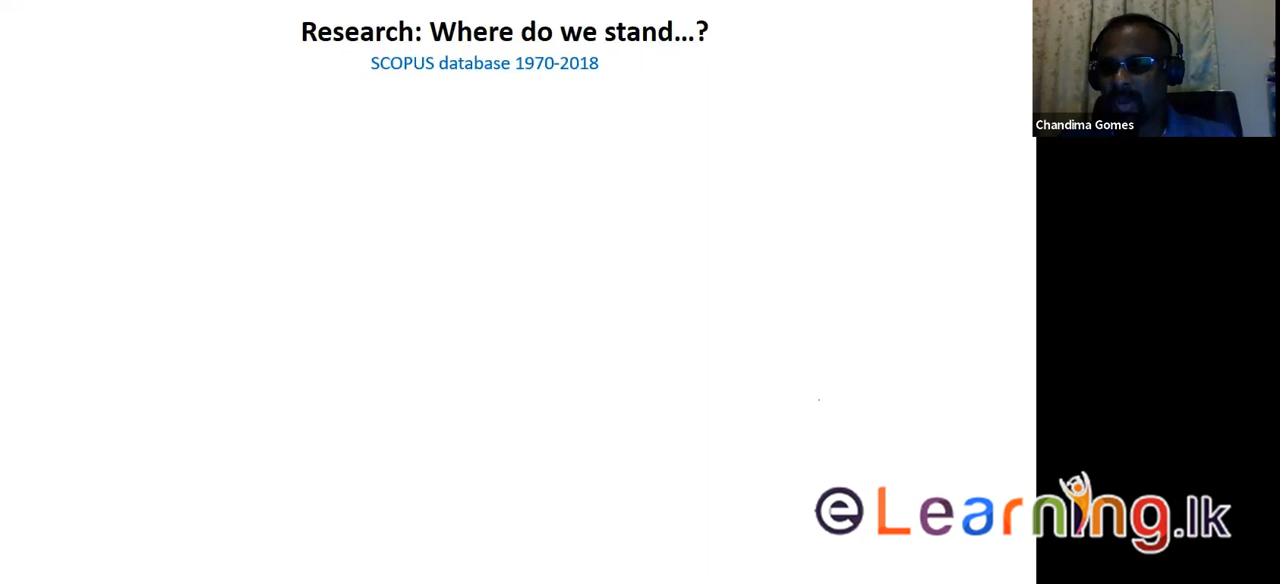 Research: Where do we stand...?
SCOPUS database 1970-2018
Chandima Gomes
eLearning.lk